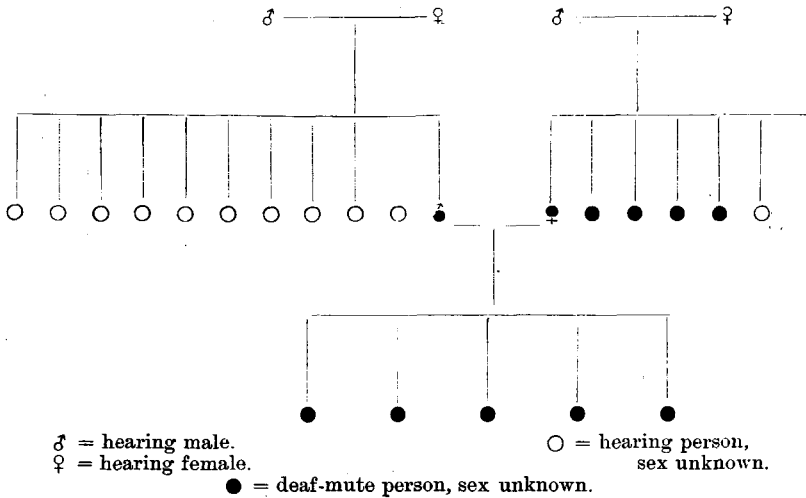 ♂ = hearing male.
♀ = hearing female.
○ = hearing person,
sex unknown.
● = deaf-mute person, sex unknown.